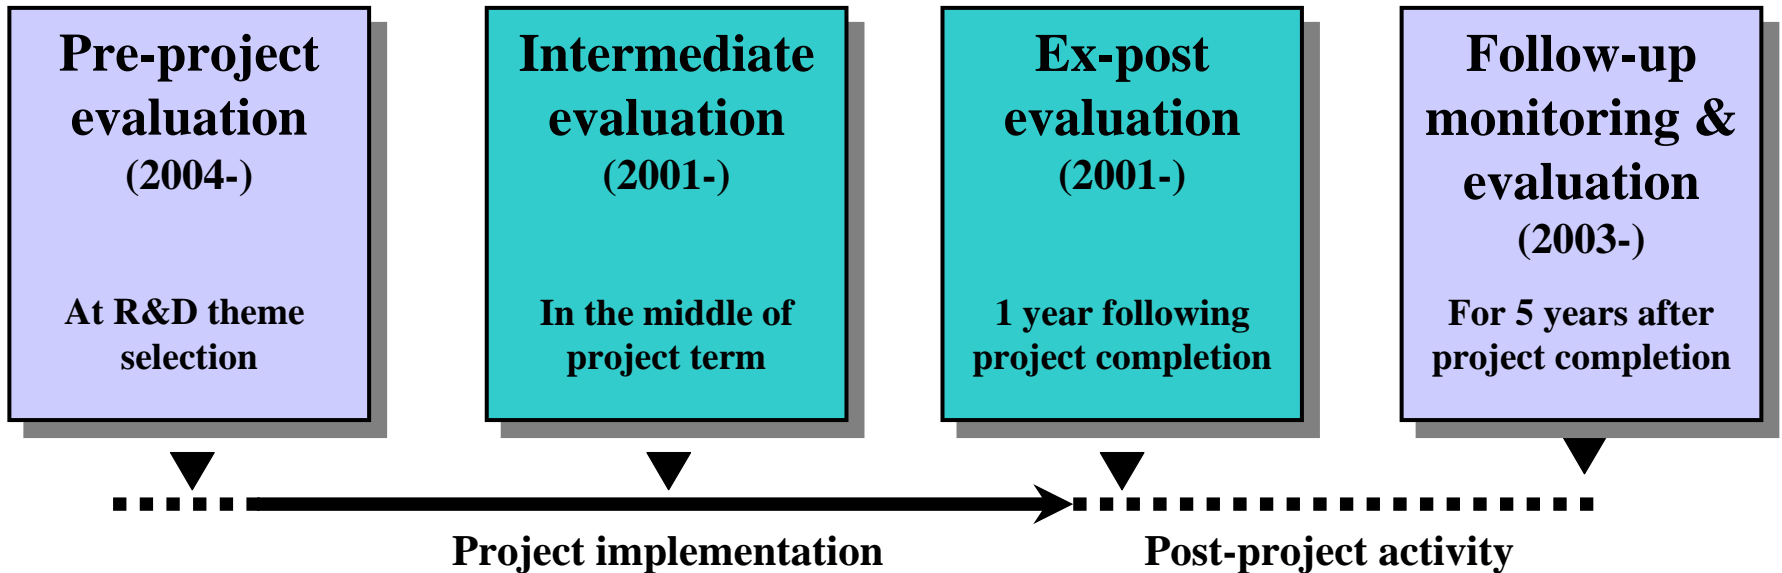 Pre-project
evaluation
(2004-)
At R&D theme
selection
Intermediate
evaluation
(2001-)
In the middle of
project term
Ex-post
evaluation
(2001-)
1 year following
project completion
Follow-up
monitoring &
evaluation
(2003-)
For 5 years after
project completion
Project implementation
Post-project activity